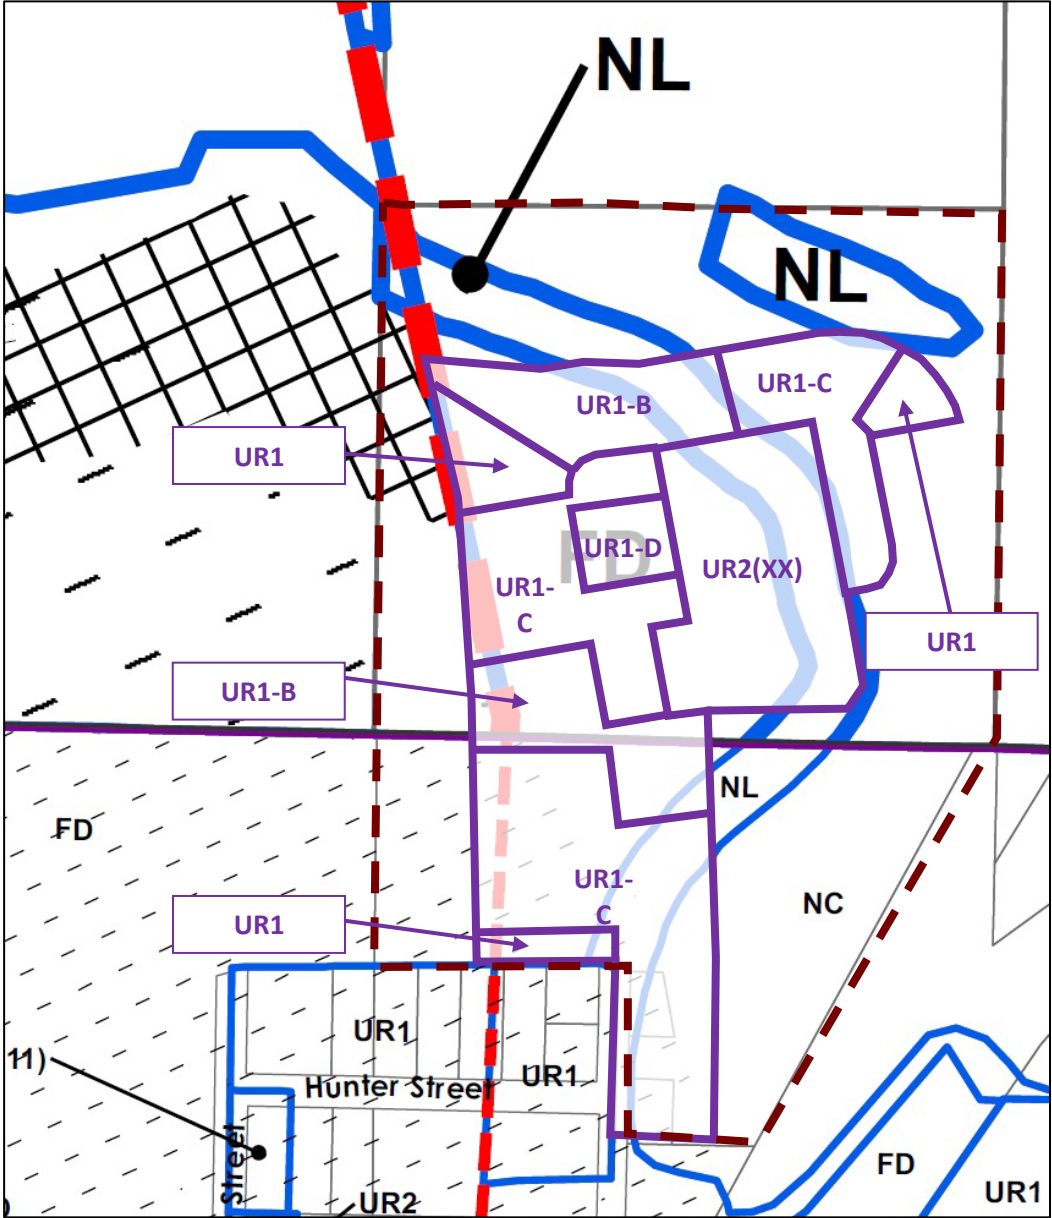 NL
NL
UR1-C
UR1-B
UR1
FD
UR1-D
UR2(XX)
UR1-
C
UR1
UR1-B
NL
FD
UR1-
C
NC
UR1
UR1
UR1
Hunter Street
11)
Street
FD
UR2
UR1
)